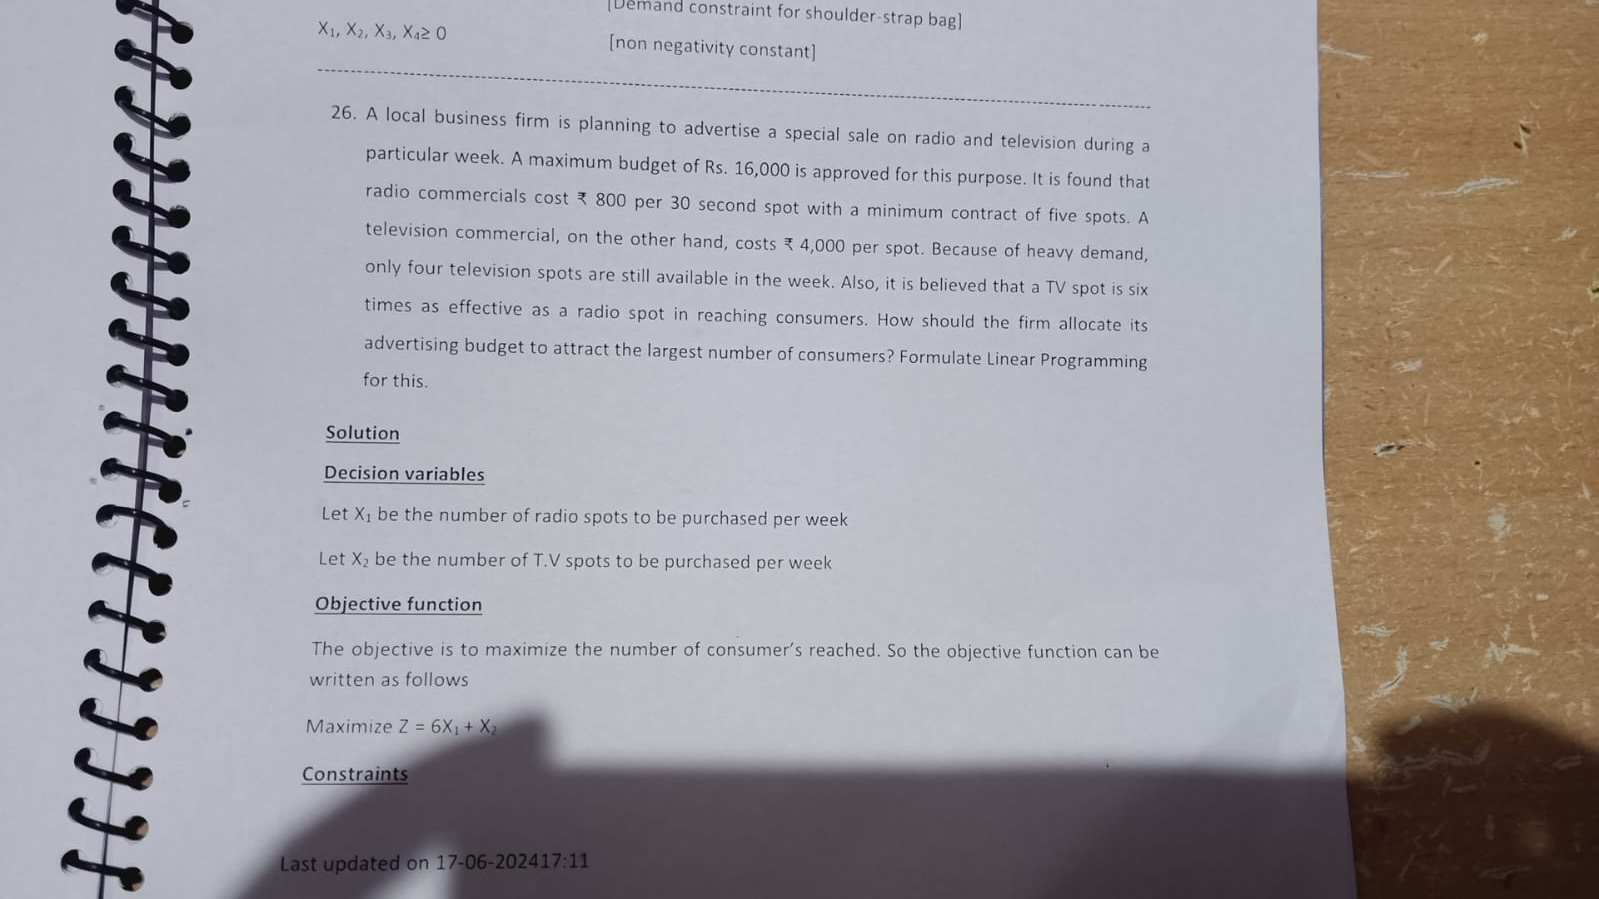 [Demand constraint for shoulder-strap bag]
X₁, X₂, X₃, X₄≥ 0
[non negativity constant]
26. A local business firm is planning to advertise a special sale on radio and television during a
particular week. A maximum budget of Rs. 16,000 is approved for this purpose. It is found that
radio commercials cost ₹ 800 per 30 second spot with a minimum contract of five spots. A
television commercial, on the other hand, costs ₹ 4,000 per spot. Because of heavy demand,
only four television spots are still available in the week. Also, it is believed that a TV spot is six
times as effective as a radio spot in reaching consumers. How should the firm allocate its
advertising budget to attract the largest number of consumers? Formulate Linear Programming
for this.
Solution
Decision variables
Let X₁ be the number of radio spots to be purchased per week
Let X₂ be the number of T.V spots to be purchased per week
Objective function
The objective is to maximize the number of consumer's reached. So the objective function can be
written as follows
Maximize Z = 6X₁ + X₂
Constraints
Last updated on 17-06-202417:11